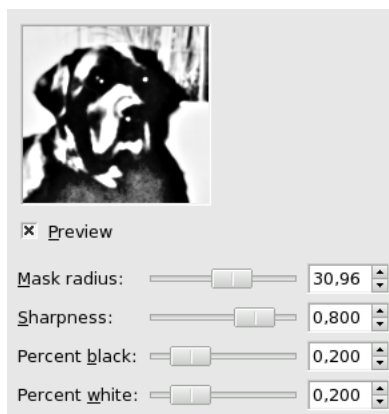 Preview
Mask radius: 30,96
Sharpness: 0,800
Percent black: 0,200
Percent white: 0,200